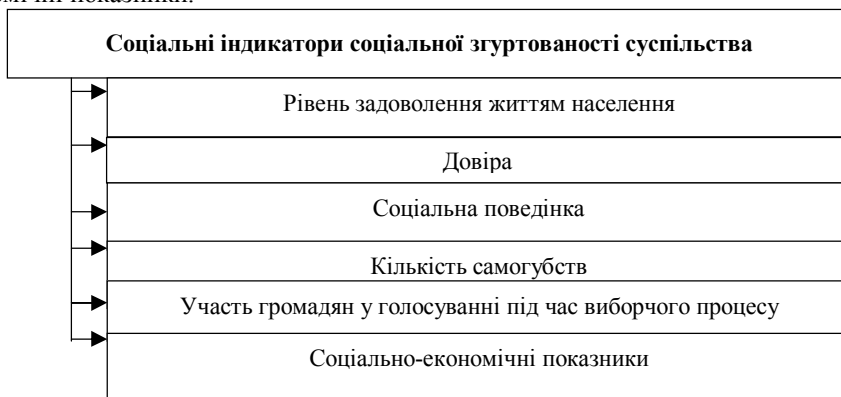 показники.
Соціальні індикатори соціальної згуртованості суспільства
Рівень задоволення життям населення
Довіра
Соціальна поведінка
Кількість самогубств
Участь громадян у голосуванні під час виборчого процесу
Соціально-економічні показники